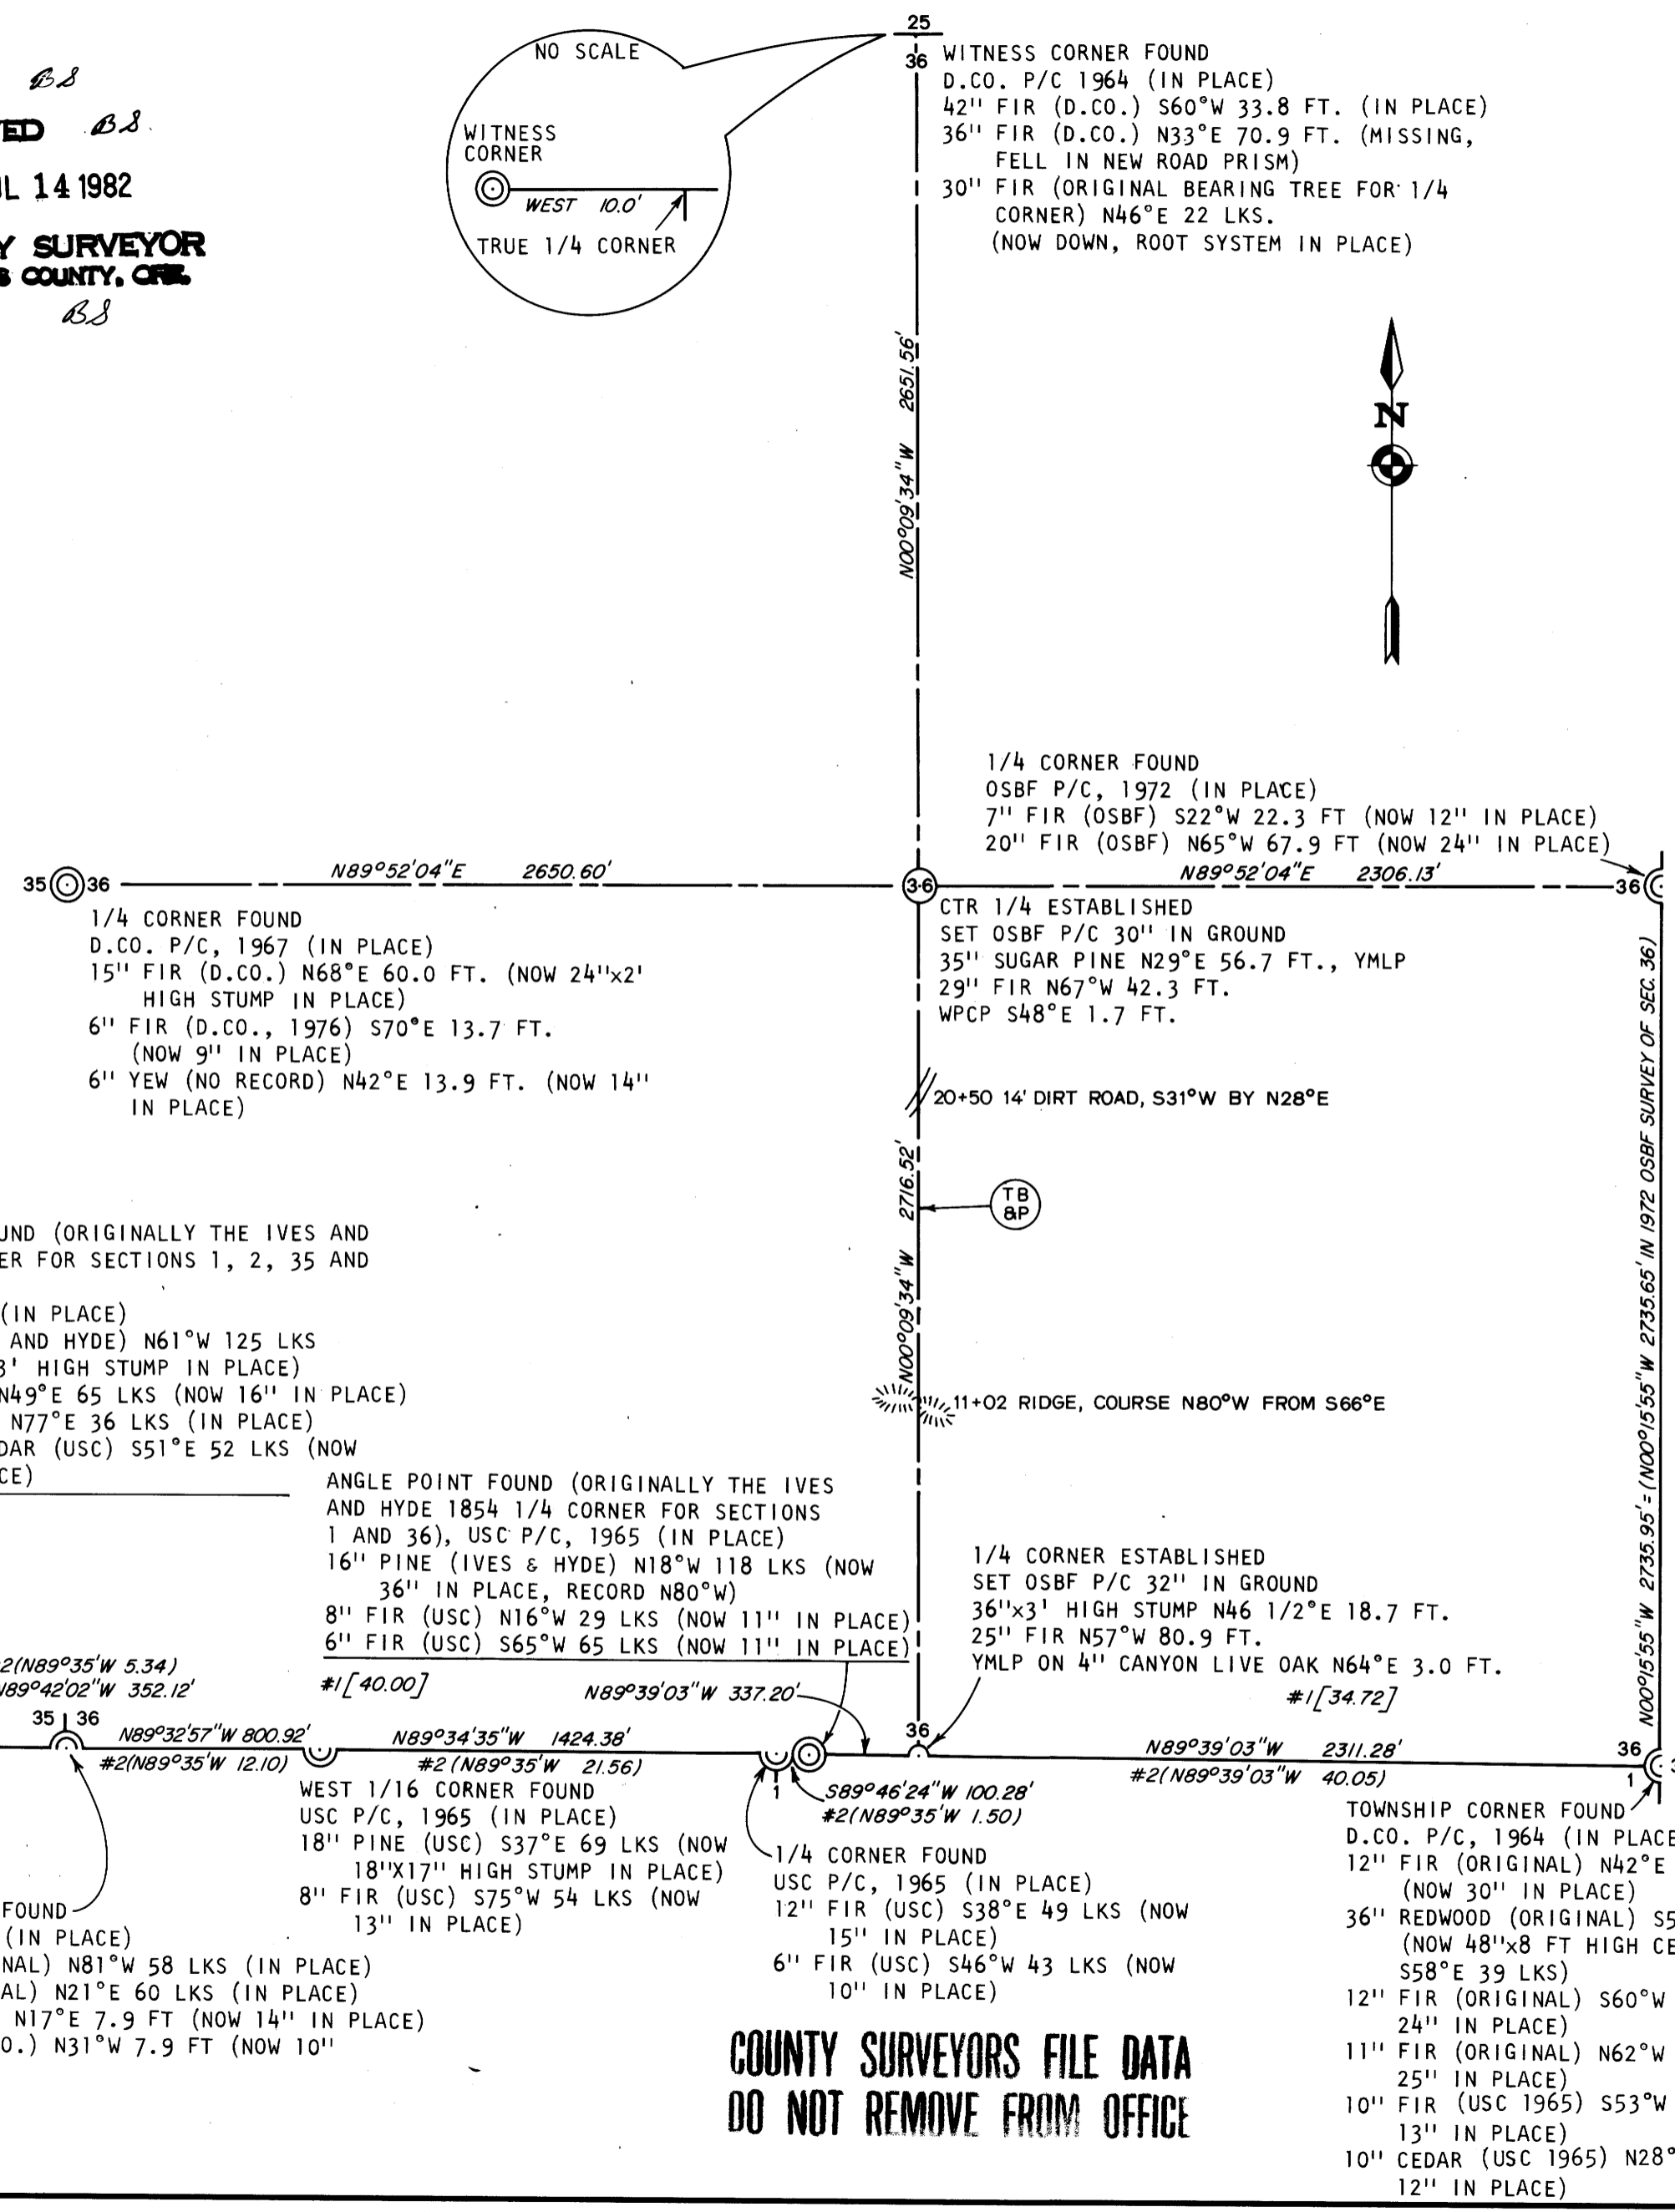 BS
BS.
14 1982
SURVEYOR
COUNTY, ORE.
BS
NO SCALE
WITNESS
CORNER
WEST 10.0'
TRUE 1/4 CORNER
25
36
WITNESS CORNER FOUND
D.CO. P/C 1964 (IN PLACE)
42" FIR (D.CO.) S60°W 33.8 FT. (IN PLACE)
36" FIR (D.CO.) N33°E 70.9 FT. (MISSING,
FELL IN NEW ROAD PRISM)
30" FIR (ORIGINAL BEARING TREE FOR 1/4
CORNER) N46°E 22 LKS.
(NOW DOWN, ROOT SYSTEM IN PLACE)
N00°09'34"W 2651.56'
N
1/4 CORNER FOUND
OSBF P/C, 1972 (IN PLACE)
7" FIR (OSBF) S22°W 22.3 FT (NOW 12" IN PLACE)
20" FIR (OSBF) N65°W 67.9 FT (NOW 24" IN PLACE)
35 36
N89°52'04"E 2650.60'
36
N89°52'04"E 2306.13'
36
1/4 CORNER FOUND
D.CO. P/C, 1967 (IN PLACE)
15" FIR (D.CO.) N68°E 60.0 FT. (NOW 24"x2'
HIGH STUMP IN PLACE)
6" FIR (D.CO., 1976) S70°E 13.7 FT.
(NOW 9" IN PLACE)
6" YEW (NO RECORD) N42°E 13.9 FT. (NOW 14"
IN PLACE)
CTR 1/4 ESTABLISHED
SET OSBF P/C 30" IN GROUND
35" SUGAR PINE N29°E 56.7 FT., YMLP
29" FIR N67°W 42.3 FT.
WPCP S48°E 1.7 FT.
20+50 14' DIRT ROAD, S31°W BY N28°E
N00°09'34"W 2716.52'
TB
&P
11+02 RIDGE, COURSE N80°W FROM S66°E
N00°15'55"W 2735.95'=(N00°15'55"W 2735.65' IN 1972 OSBF SURVEY OF SEC. 36)
UND (ORIGINALLY THE IVES AND
ER FOR SECTIONS 1, 2, 35 AND
(IN PLACE)
AND HYDE) N61°W 125 LKS
3' HIGH STUMP IN PLACE)
N49°E 65 LKS (NOW 16" IN PLACE)
N77°E 36 LKS (IN PLACE)
DAR (USC) S51°E 52 LKS (NOW
CE)
ANGLE POINT FOUND (ORIGINALLY THE IVES
AND HYDE 1854 1/4 CORNER FOR SECTIONS
1 AND 36), USC P/C, 1965 (IN PLACE)
16" PINE (IVES & HYDE) N18°W 118 LKS (NOW
36" IN PLACE, RECORD N80°W)
8" FIR (USC) N16°W 29 LKS (NOW 11" IN PLACE)
6" FIR (USC) S65°W 65 LKS (NOW 11" IN PLACE)
1/4 CORNER ESTABLISHED
SET OSBF P/C 32" IN GROUND
36"x3' HIGH STUMP N46 1/2°E 18.7 FT.
25" FIR N57°W 80.9 FT.
YMLP ON 4" CANYON LIVE OAK N64°E 3.0 FT.
2(N89°35'W 5.34)
N89°42'02"W 352.12'
#1[40.00]
N89°39'03"W 337.20'
#1[34.72]
35 36
N89°32'57"W 800.92'
#2(N89°35'W 12.10)
N89°34'35"W 1424.38'
#2(N89°35'W 21.56)
1
36
S89°46'24"W 100.28'
#2(N89°35'W 1.50)
N89°39'03"W 2311.28'
#2(N89°39'03"W 40.05)
36
1
WEST 1/16 CORNER FOUND
USC P/C, 1965 (IN PLACE)
18" PINE (USC) S37°E 69 LKS (NOW
18"X17" HIGH STUMP IN PLACE)
8" FIR (USC) S75°W 54 LKS (NOW
13" IN PLACE)
1/4 CORNER FOUND
USC P/C, 1965 (IN PLACE)
12" FIR (USC) S38°E 49 LKS (NOW
15" IN PLACE)
6" FIR (USC) S46°W 43 LKS (NOW
10" IN PLACE)
FOUND
(IN PLACE)
NAL) N81°W 58 LKS (IN PLACE)
AL) N21°E 60 LKS (IN PLACE)
N17°E 7.9 FT (NOW 14" IN PLACE)
O.) N31°W 7.9 FT (NOW 10"
TOWNSHIP CORNER FOUND
D.CO. P/C, 1964 (IN PLACE
12" FIR (ORIGINAL) N42°E
(NOW 30" IN PLACE)
36" REDWOOD (ORIGINAL) S5
(NOW 48"x8 FT HIGH CE
S58°E 39 LKS)
12" FIR (ORIGINAL) S60°W
24" IN PLACE)
11" FIR (ORIGINAL) N62°W
25" IN PLACE)
10" FIR (USC 1965) S53°W
13" IN PLACE)
10" CEDAR (USC 1965) N28°
12" IN PLACE)
COUNTY SURVEYORS FILE DATA
DO NOT REMOVE FROM OFFICE